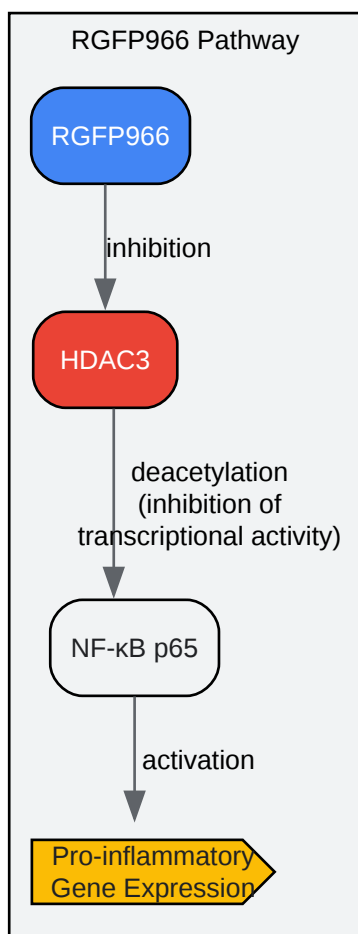 RGFP966 Pathway
RGFP966
inhibition
HDAC3
deacetylation
(inhibition of
transcriptional activity)
NF-κB p65
activation
Pro-inflammatory
Gene Expression